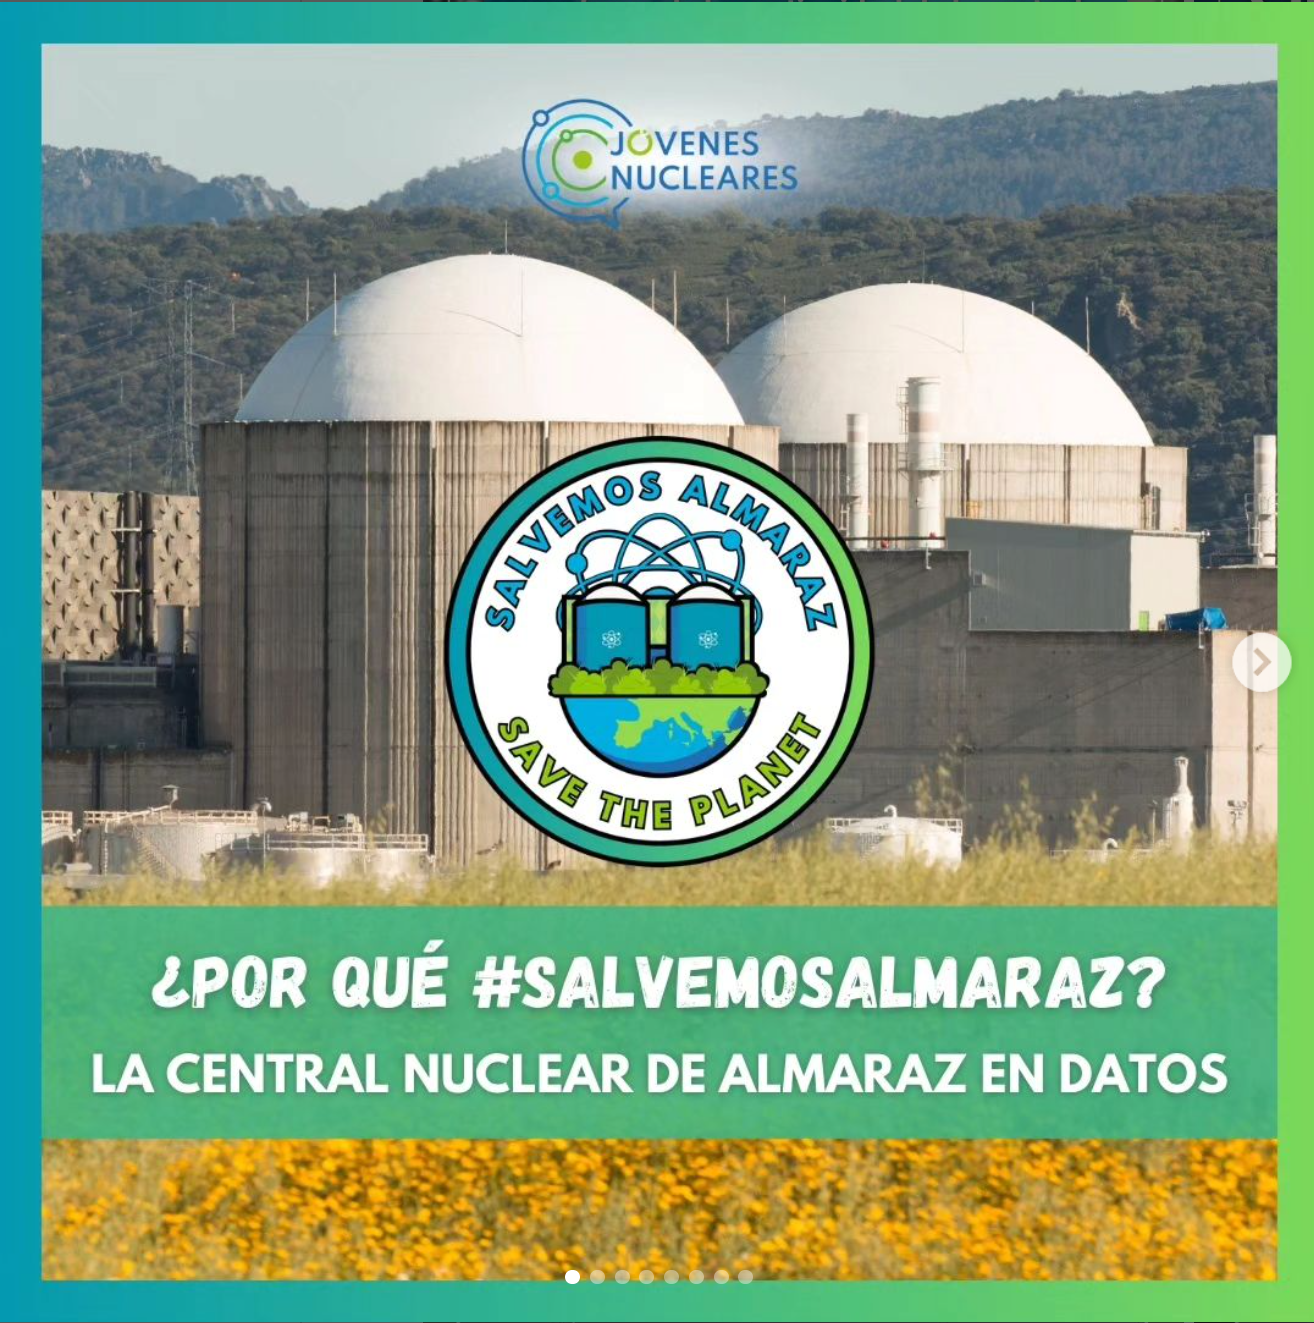 JÓVENES
NUCLEARES
SALVEMOS ALMARAZ
SAVE THE PLANET
¿POR QUÉ #SALVEMOSALMARAZ?
LA CENTRAL NUCLEAR DE ALMARAZ EN DATOS